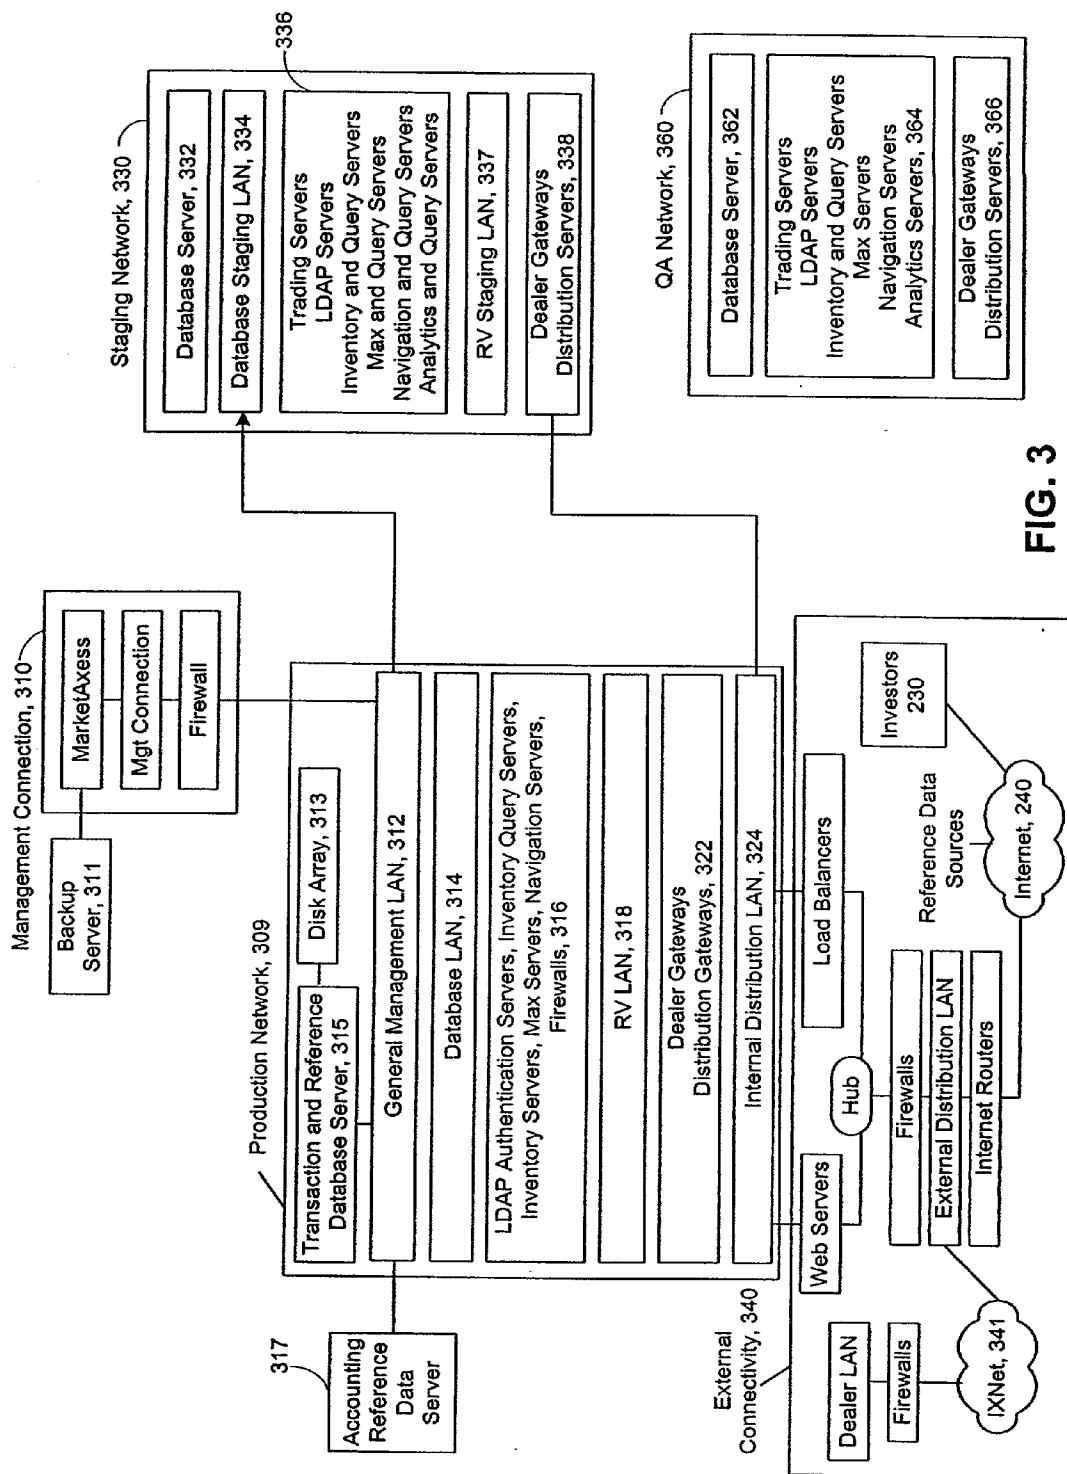 Management Connection, 310
Backup
Server, 311
MarketAxess
Mgt Connection
Firewall
Staging Network, 330
Database Server, 332
Database Staging LAN, 334
336
Trading Servers
LDAP Servers
Inventory and Query Servers
Max and Query Servers
Navigation and Query Servers
Analytics and Query Servers
RV Staging LAN, 337
Dealer Gateways
Distribution Servers, 338
Production Network, 309
Transaction and Reference
Database Server, 315
Disk Array, 313
317
Accounting
Reference
Data
Server
General Management LAN, 312
Database LAN, 314
LDAP Authentication Servers, Inventory Query Servers,
Inventory Servers, Max Servers, Navigation Servers,
Firewalls, 316
RV LAN, 318
Dealer Gateways
Distribution Gateways, 322
Internal Distribution LAN, 324
QA Network, 360
Database Server, 362
Trading Servers
LDAP Servers
Inventory and Query Servers
Max Servers
Navigation Servers
Analytics Servers, 364
Dealer Gateways
Distribution Servers, 366
External
Connectivity, 340
Web Servers
Load Balancers
Hub
Dealer LAN
Firewalls
IXNet, 341
Firewalls
External Distribution LAN
Internet Routers
Reference Data
Sources
Investors
230
Internet, 240
FIG. 3